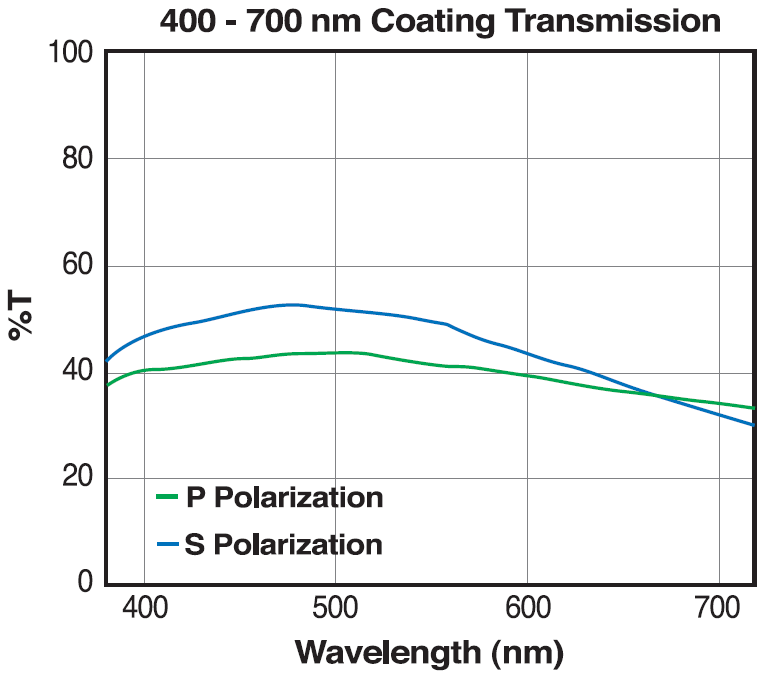 400 - 700 nm Coating Transmission
100
80
60
40
20
0
%T
P Polarization
S Polarization
400 500 600 700
Wavelength (nm)